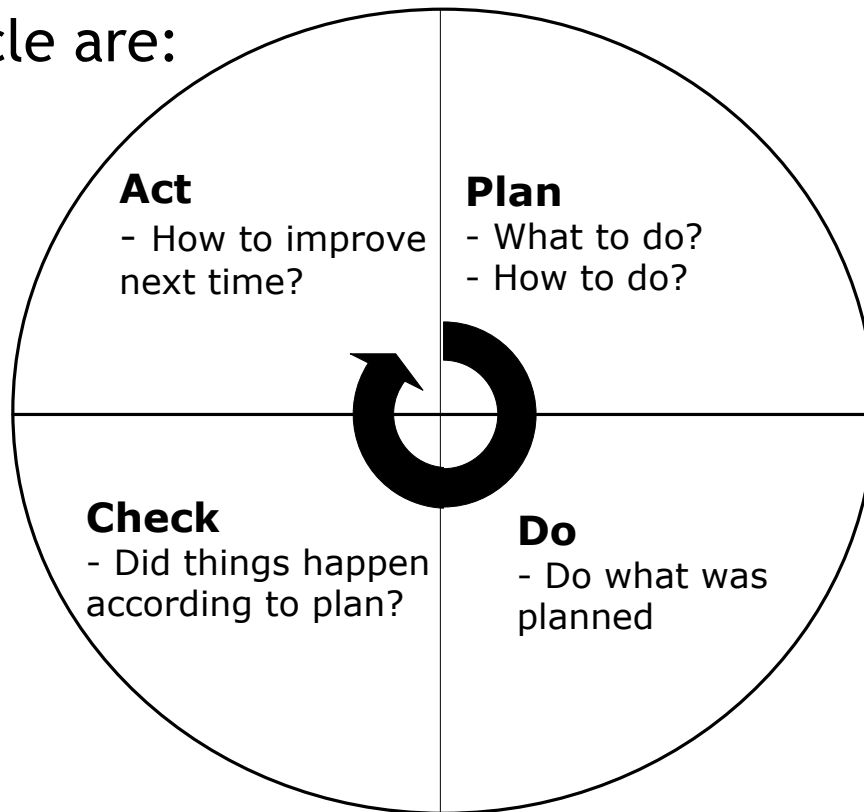 cle are:
Act
- How to improve
next time?
Plan
- What to do?
- How to do?
Check
- Did things happen
according to plan?
Do
- Do what was
planned